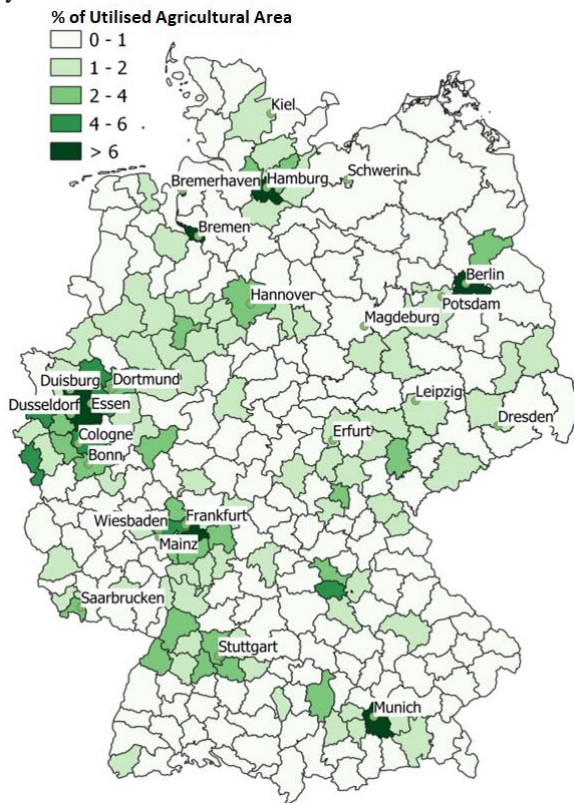 % of Utilised Agricultural Area
0 - 1
1 - 2
2 - 4
4 - 6
> 6
Kiel
Bremerhaven
Hamburg
Schwerin
Bremen
Berlin
Hannover
Potsdam
Magdeburg
Duisburg
Dortmund
Dusseldorf
Essen
Leipzig
Dresden
Cologne
Erfurt
Bonn
Wiesbaden
Frankfurt
Mainz
Saarbrucken
Stuttgart
Munich